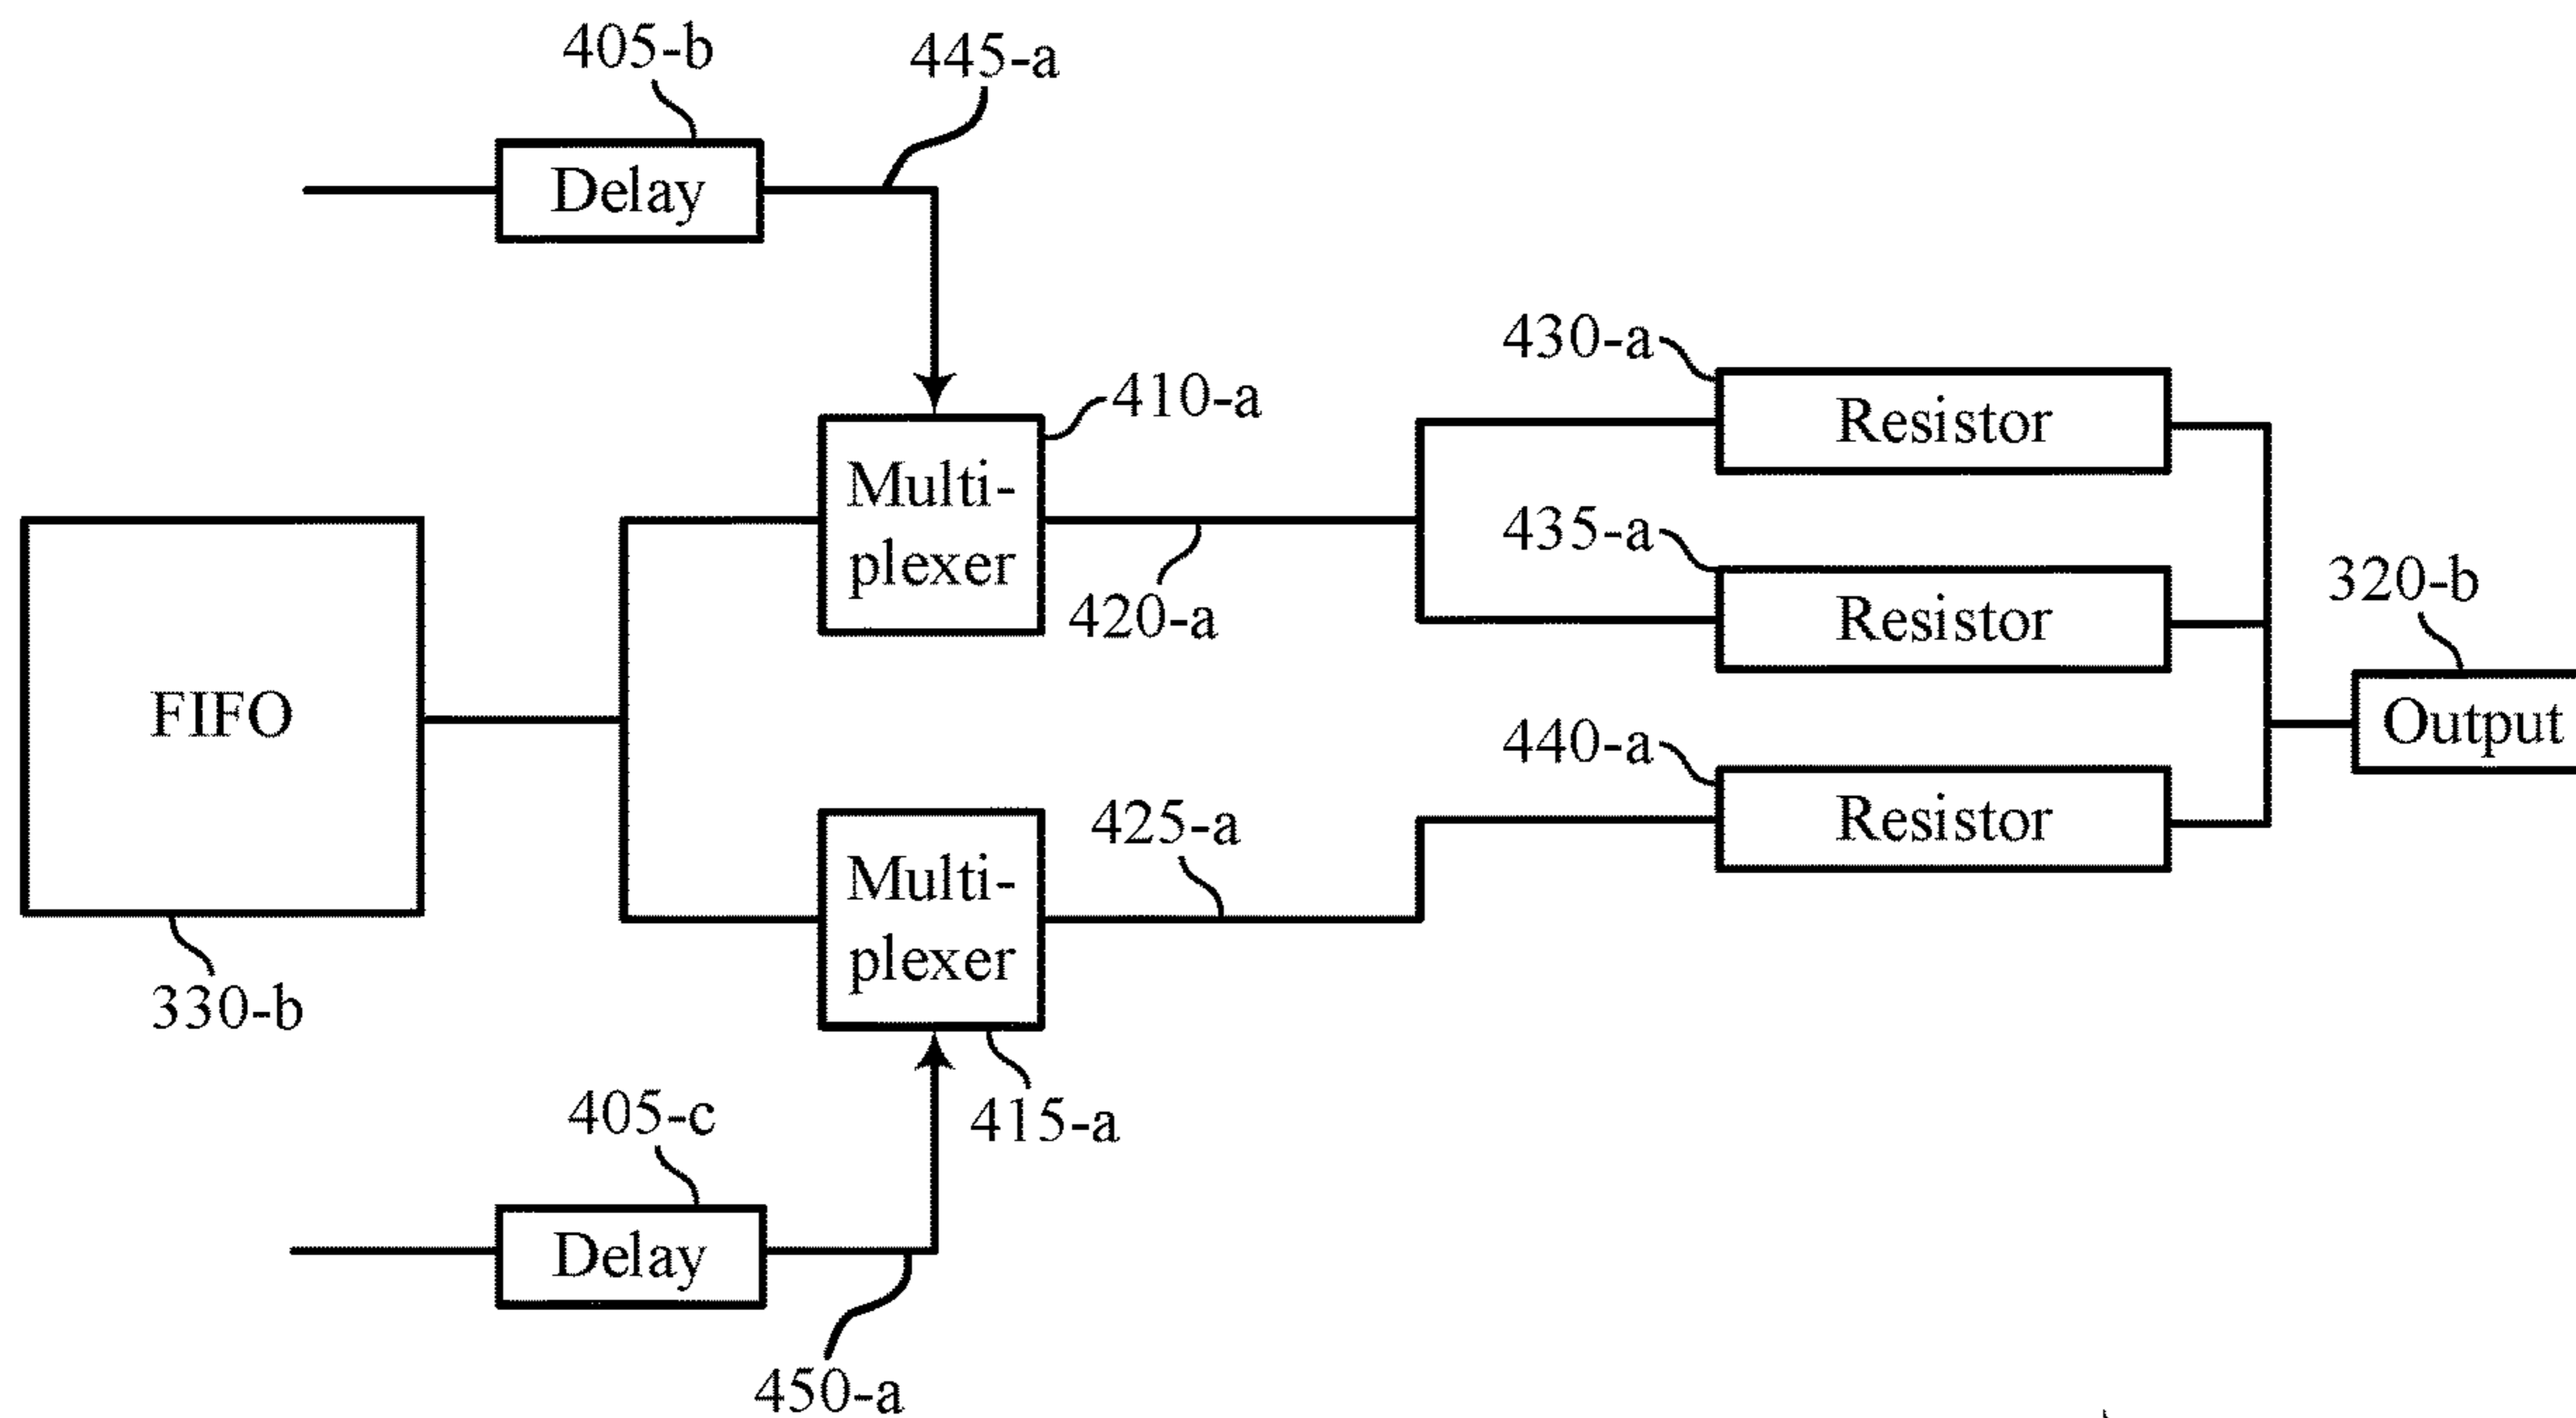 405-b
445-a
Delay
430-a
410-a
Resistor
Multi-
plexer
435-a
420-a
Resistor
320-b
FIFO
Output
440-a
425-a
Resistor
Multi-
plexer
330-b
405-c
415-a
Delay
450-a